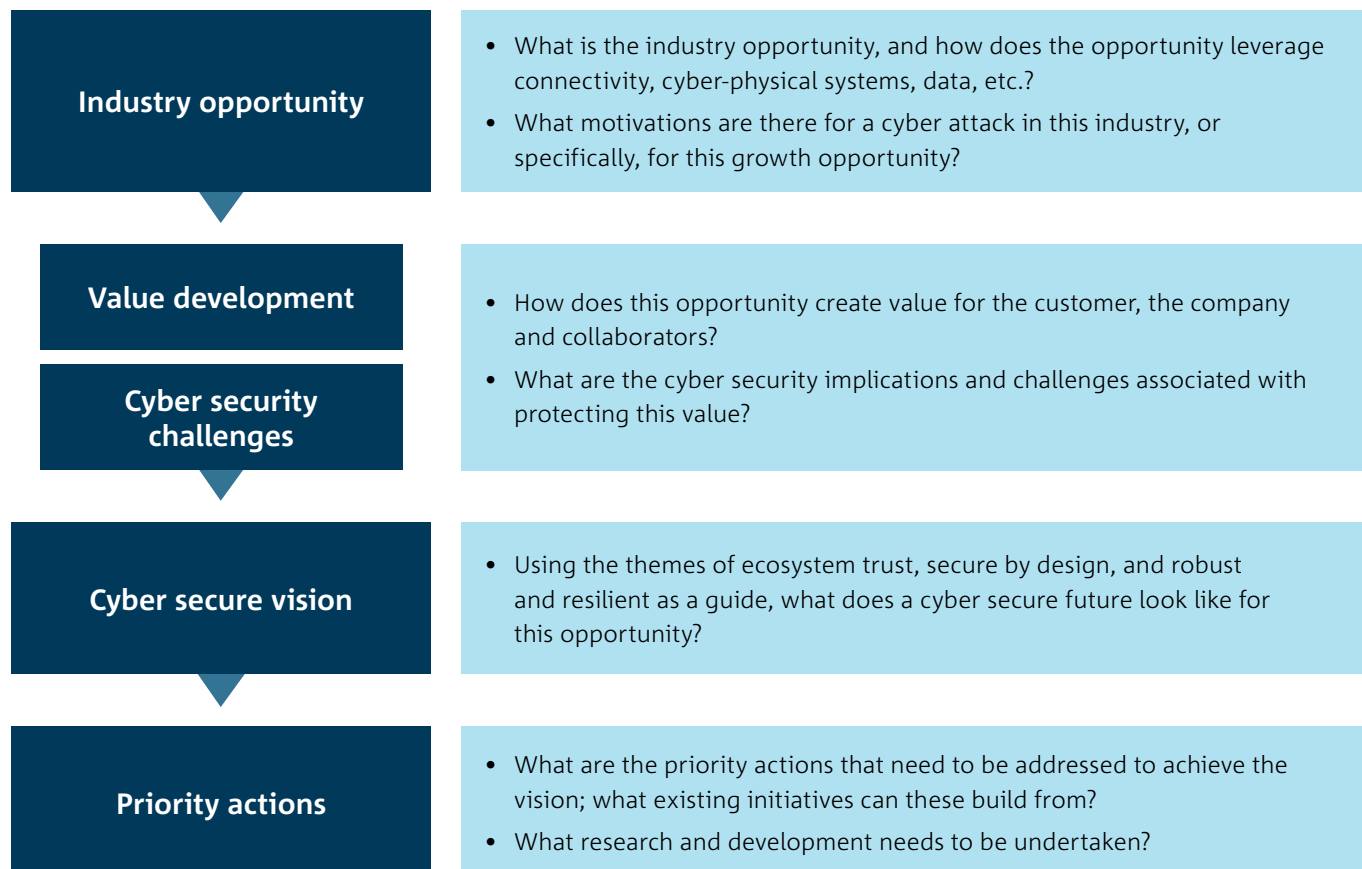 Industry opportunity
• What is the industry opportunity, and how does the opportunity leverage
connectivity, cyber-physical systems, data, etc.?
• What motivations are there for a cyber attack in this industry, or
specifically, for this growth opportunity?
Value development
Cyber security
challenges
• How does this opportunity create value for the customer, the company
and collaborators?
• What are the cyber security implications and challenges associated with
protecting this value?
Cyber secure vision
• Using the themes of ecosystem trust, secure by design, and robust
and resilient as a guide, what does a cyber secure future look like for
this opportunity?
Priority actions
• What are the priority actions that need to be addressed to achieve the
vision; what existing initiatives can these build from?
• What research and development needs to be undertaken?